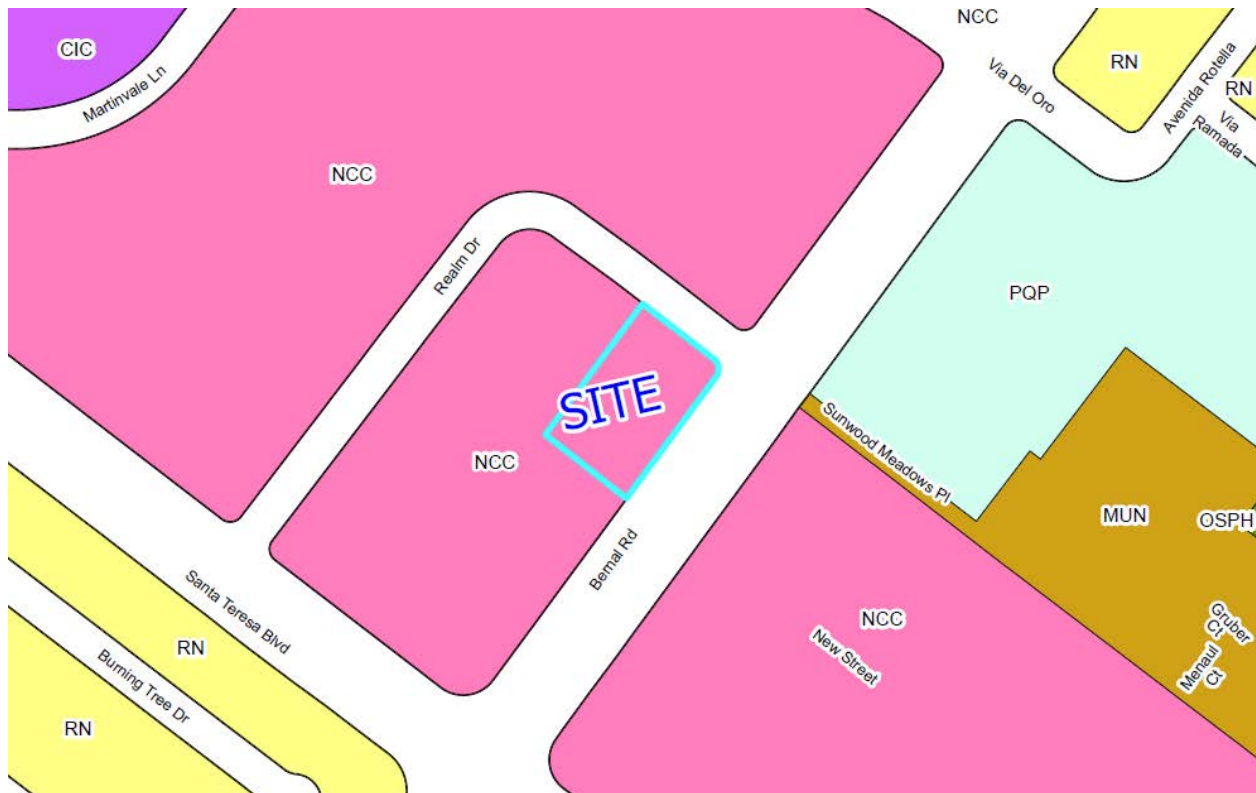 NCC
CIC
RN
Avenida Rotella
Via Del Oro
RN
Martinvale Ln
Via
Ramada
NCC
Realm Dr
PQP
SITE
Sunwood Meadows Pl
NCC
MUN
OSPH
Bernal Rd
Santa Teresa Blvd
NCC
Gruber
Ct
RN
New Street
Menaul
Ct
Burning Tree Dr
RN